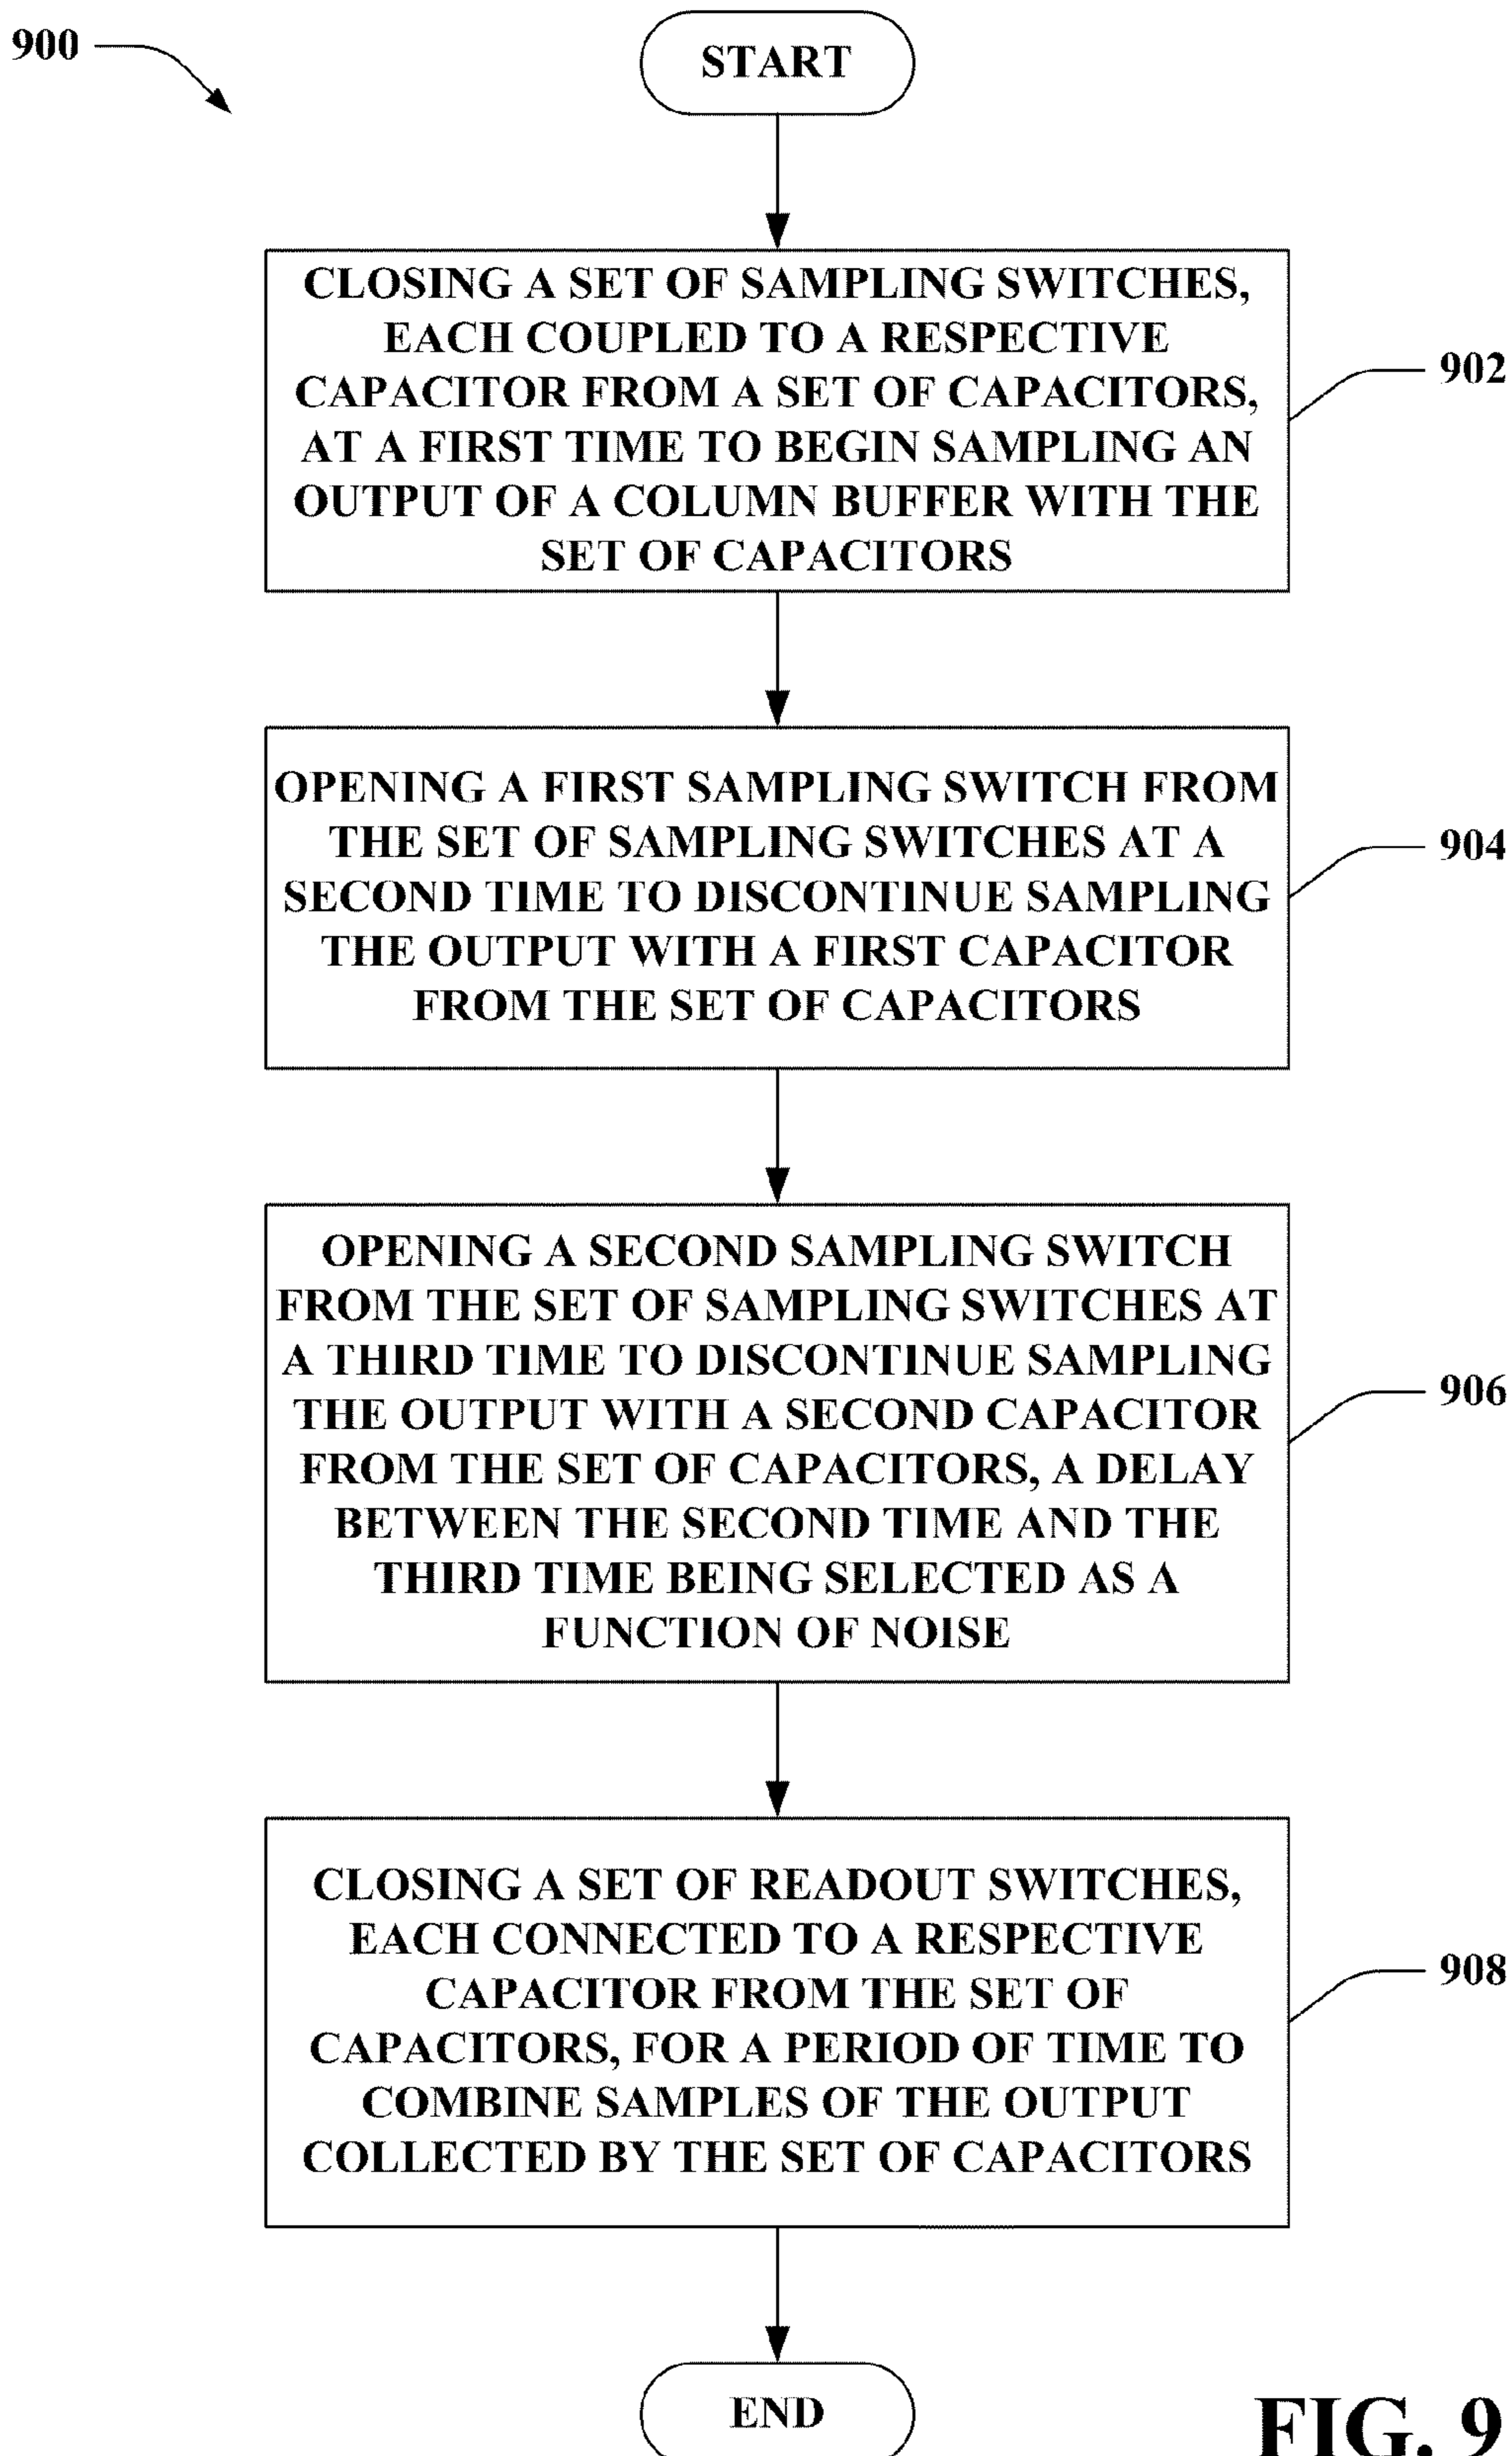 900
START
CLOSING A SET OF SAMPLING SWITCHES,
EACH COUPLED TO A RESPECTIVE
CAPACITOR FROM A SET OF CAPACITORS,
AT A FIRST TIME TO BEGIN SAMPLING AN
OUTPUT OF A COLUMN BUFFER WITH THE
SET OF CAPACITORS
902
OPENING A FIRST SAMPLING SWITCH FROM
THE SET OF SAMPLING SWITCHES AT A
SECOND TIME TO DISCONTINUE SAMPLING
THE OUTPUT WITH A FIRST CAPACITOR
FROM THE SET OF CAPACITORS
904
OPENING A SECOND SAMPLING SWITCH
FROM THE SET OF SAMPLING SWITCHES AT
A THIRD TIME TO DISCONTINUE SAMPLING
THE OUTPUT WITH A SECOND CAPACITOR
FROM THE SET OF CAPACITORS, A DELAY
BETWEEN THE SECOND TIME AND THE
THIRD TIME BEING SELECTED AS A
FUNCTION OF NOISE
906
CLOSING A SET OF READOUT SWITCHES,
EACH CONNECTED TO A RESPECTIVE
CAPACITOR FROM THE SET OF
CAPACITORS, FOR A PERIOD OF TIME TO
COMBINE SAMPLES OF THE OUTPUT
COLLECTED BY THE SET OF CAPACITORS
908
END
FIG. 9